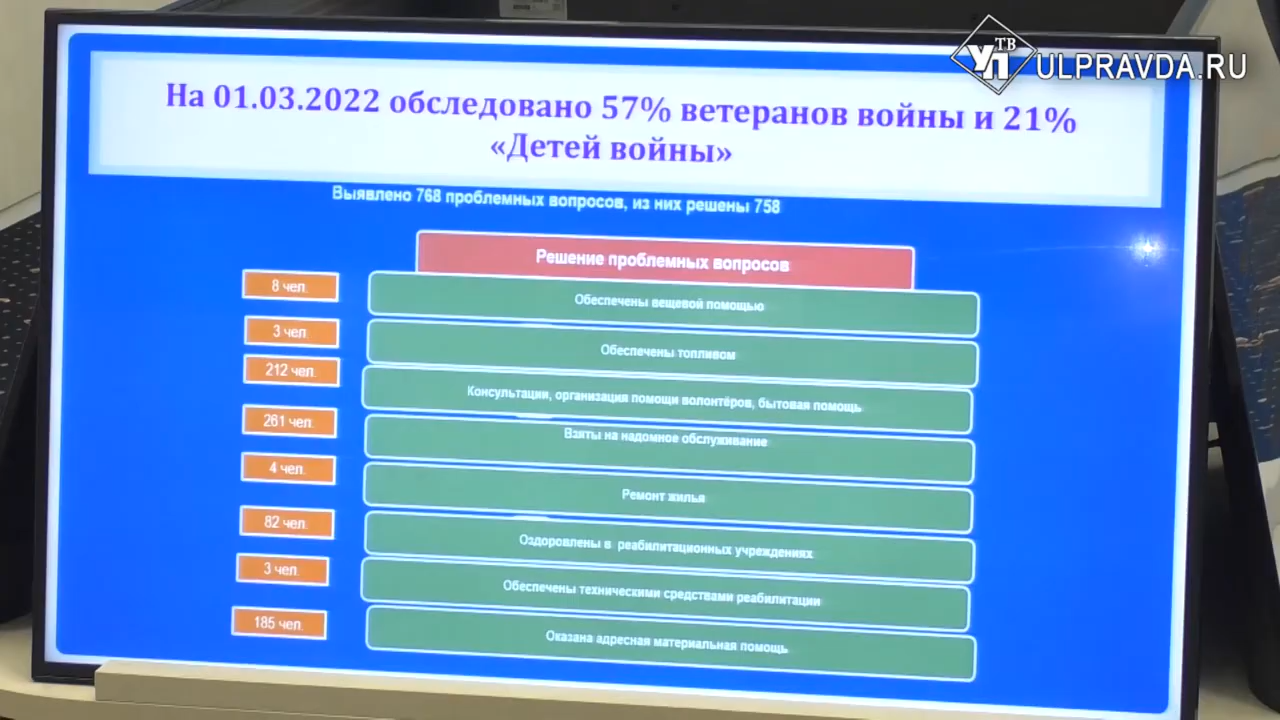 ТВ
УП
ULPRAVDA.RU
На 01.03.2022 обследовано 57% ветеранов войны и 21%
«Детей войны»
Выявлено 768 проблемных вопросов, из них решены 758
Решение проблемных вопросов
8 чел.
Обеспечены вещевой помощью
3 чел.
Обеспечены топливом
212 чел.
Консультации, организация помощи волонтёров, бытовая помощь
261 чел.
Взяты на надомное обслуживание
4 чел.
Ремонт жилья
82 чел.
Оздоровлены в реабилитационных учреждениях
3 чел.
Обеспечены техническими средствами реабилитации
185 чел.
Оказана адресная материальная помощь